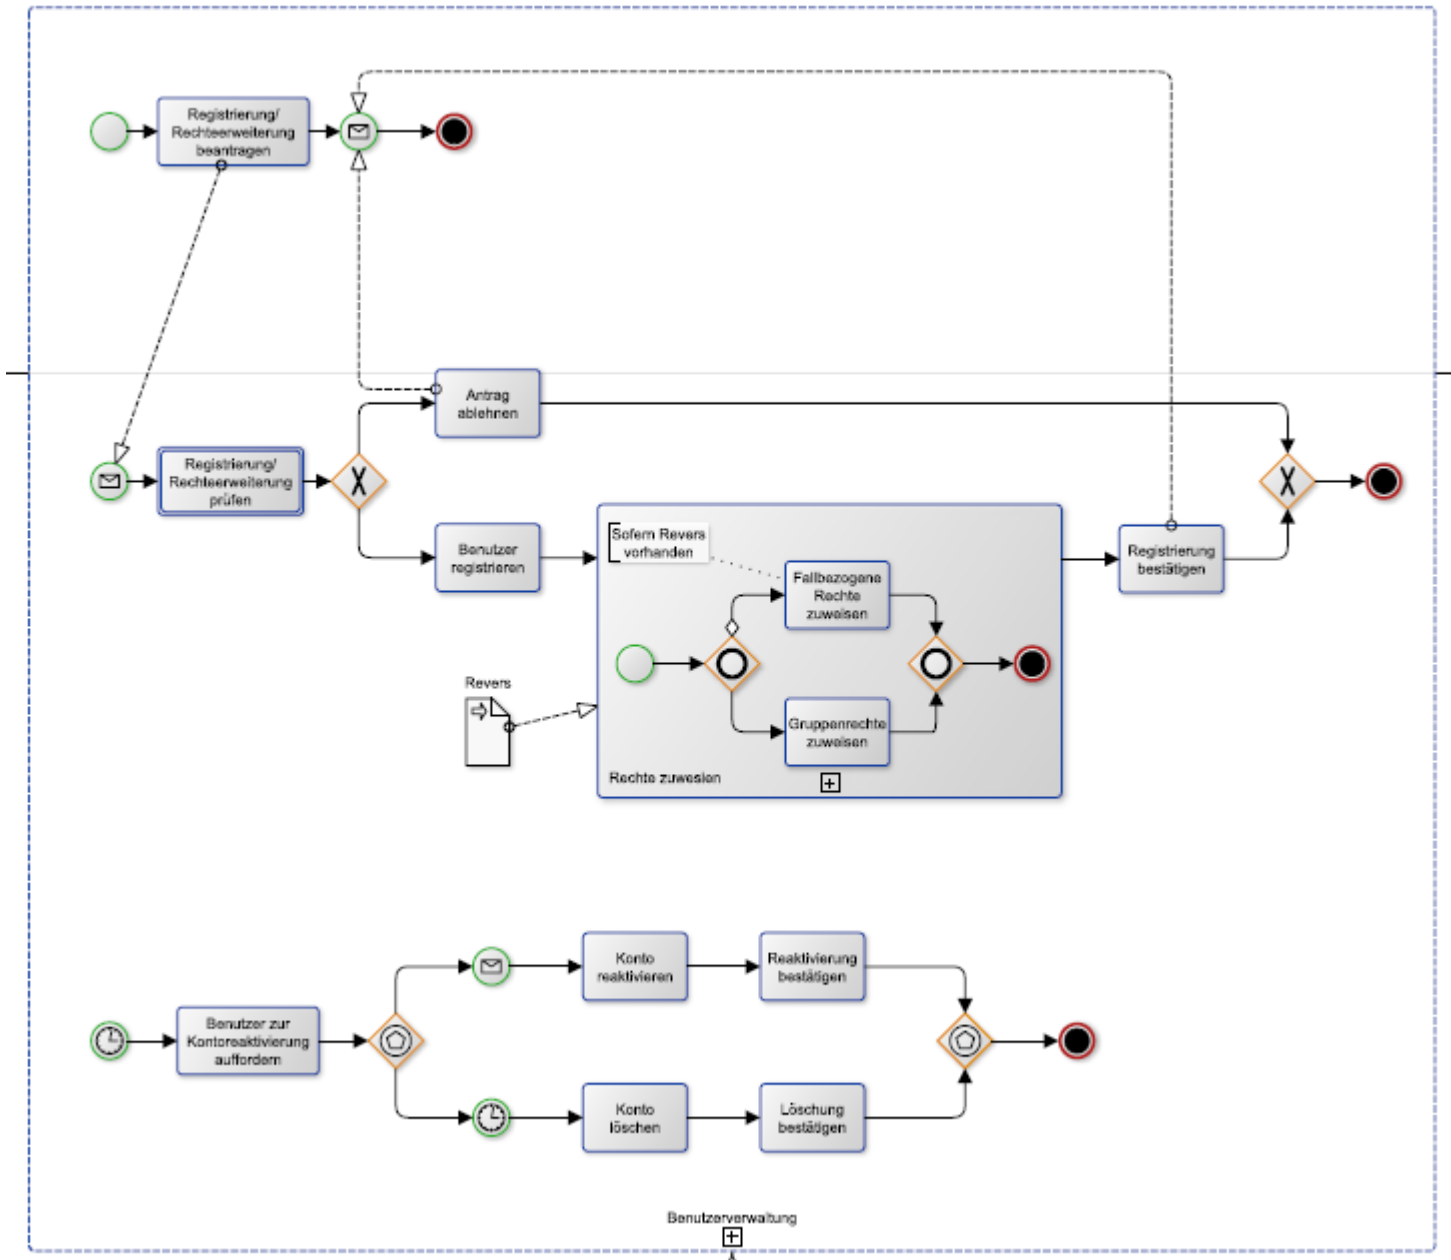 Registrierung/
Rechteerweiterung
beantragen
Antrag
ablehnen
Registrierung/
Rechteerweiterung
prüfen
Benutzer
registrieren
Sofern Revers
vorhanden
Fallbezogene
Rechte
zuweisen
Registrierung
bestätigen
Revers
Gruppenrechte
zuweisen
Rechte zuwesien
Konto
reaktivieren
Reaktivierung
bestätigen
Benutzer zur
Kontoreaktivierung
auffordern
Konto
löschen
Löschung
bestätigen
Benutzerverwaltung